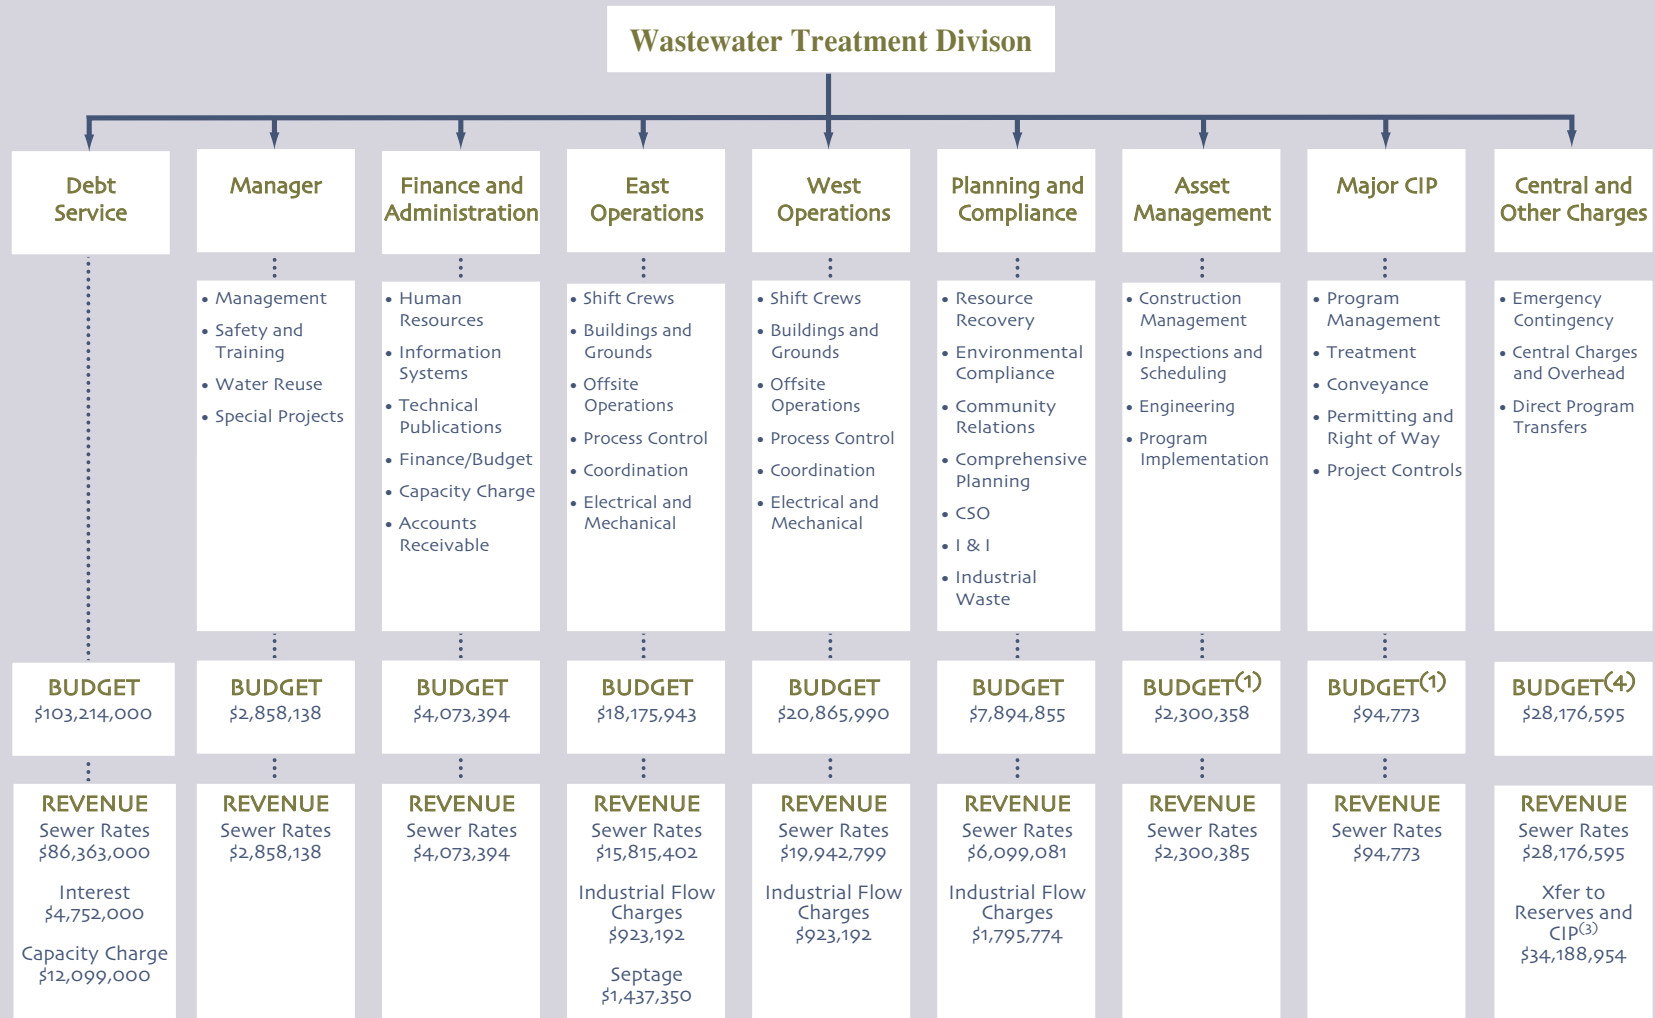 Wastewater Treatment Divison
Debt
Service
BUDGET
$103,214,000
REVENUE
Sewer Rates
$86,363,000
Interest
$4,752,000
Capacity Charge
$12,099,000
Manager
• Management
• Safety and
Training
• Water Reuse
• Special Projects
BUDGET
$2,858,138
REVENUE
Sewer Rates
$2,858,138
Finance and
Administration
• Human
Resources
• Information
Systems
• Technical
Publications
• Finance/Budget
• Capacity Charge
• Accounts
Receivable
BUDGET
$4,073,394
REVENUE
Sewer Rates
$4,073,394
East
Operations
• Shift Crews
• Buildings and
Grounds
• Offsite
Operations
• Process Control
• Coordination
• Electrical and
Mechanical
BUDGET
$18,175,943
REVENUE
Sewer Rates
$15,815,402
Industrial Flow
Charges
$923,192
Septage
$1,437,350
West
Operations
• Shift Crews
• Buildings and
Grounds
• Offsite
Operations
• Process Control
• Coordination
• Electrical and
Mechanical
BUDGET
$20,865,990
REVENUE
Sewer Rates
$19,942,799
Industrial Flow
Charges
$923,192
Planning and
Compliance
• Resource
Recovery
• Environmental
Compliance
• Community
Relations
• Comprehensive
Planning
• CSO
• I & I
• Industrial
Waste
BUDGET
$7,894,855
REVENUE
Sewer Rates
$6,099,081
Industrial Flow
Charges
$1,795,774
Asset
Management
• Construction
Management
• Inspections and
Scheduling
• Engineering
• Program
Implementation
BUDGET(1)
$2,300,358
REVENUE
Sewer Rates
$2,300,385
Major CIP
• Program
Management
• Treatment
• Conveyance
• Permitting and
Right of Way
• Project Controls
BUDGET(1)
$94,773
REVENUE
Sewer Rates
$94,773
Central and
Other Charges
• Emergency
Contingency
• Central Charges
and Overhead
• Direct Program
Transfers
BUDGET(4)
$28,176,595
REVENUE
Sewer Rates
$28,176,595
Xfer to
Reserves and
CIP(3)
$34,188,954